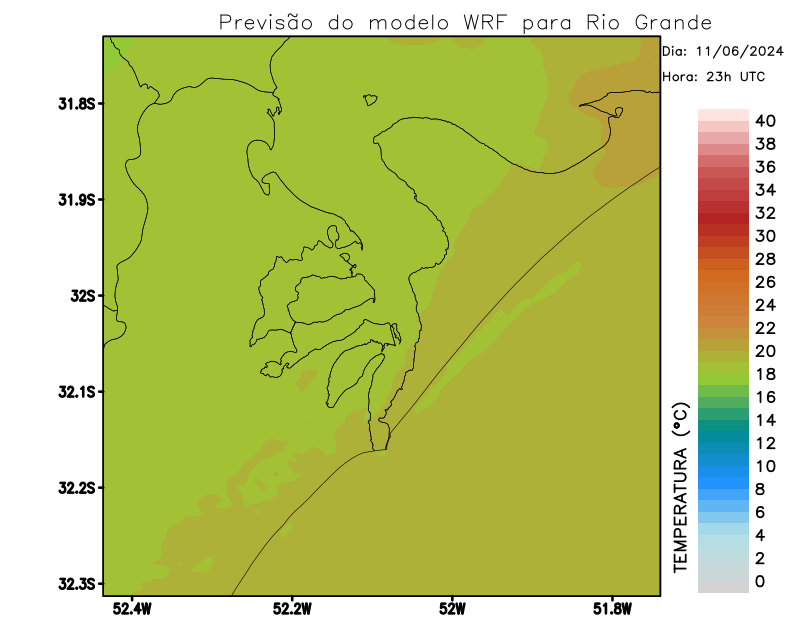 Previsão do modelo WRF para Rio Grande
Dia: 11/06/2024
Hora: 23h UTC
31.8S
31.9S
32S
32.1S
32.2S
32.3S
52.4W
52.2W
52W
51.8W
TEMPERATURA (°C)
40
38
36
34
32
30
28
26
24
22
20
18
16
14
12
10
8
6
4
2
0